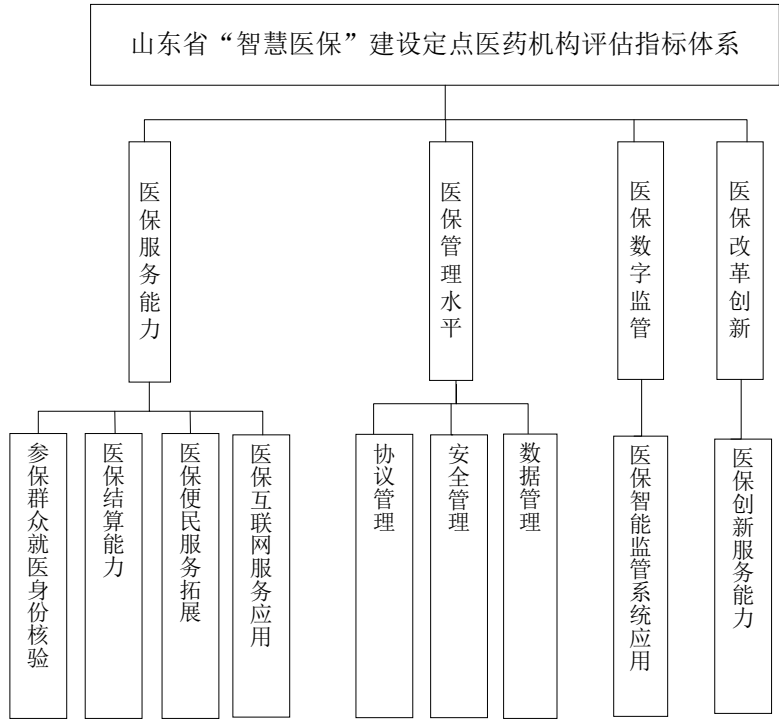 山东省“智慧医保”建设定点医药机构评估指标体系
医保服务能力
医保管理水平
医保数字监管
医保改革创新
参保群众就医身份核验
医保结算能力
医保便民服务拓展
医保互联网服务应用
协议管理
安全管理
数据管理
医保智能监管系统应用
医保创新服务能力